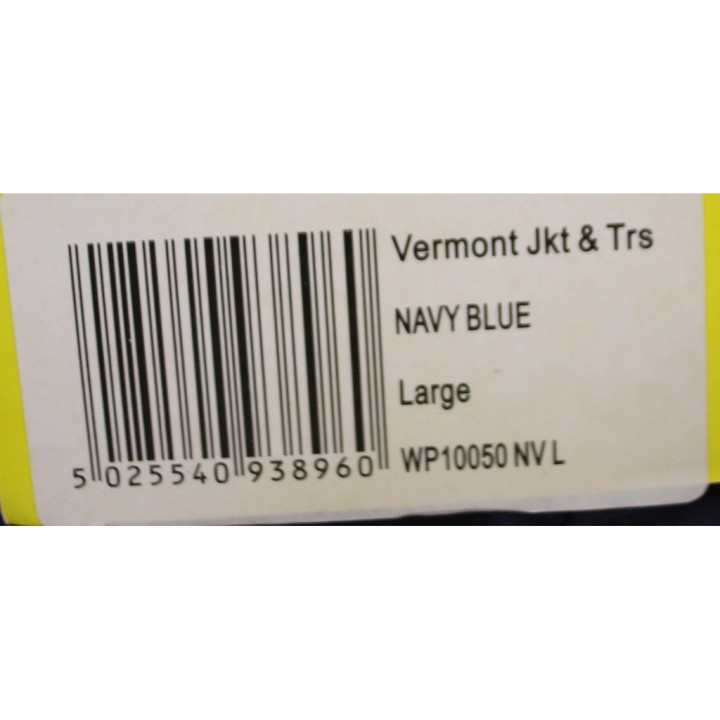 Vermont Jkt & Trs
NAVY BLUE
Large
WP10050 NV L
5 025540 938960